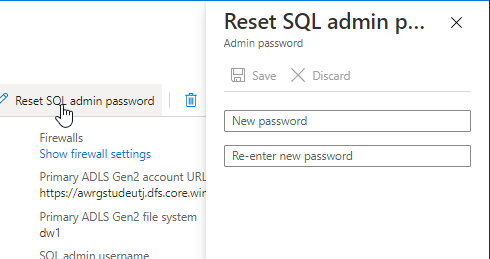 Reset SQL admin p...
Admin password
Save Discard
Reset SQL admin password
New password
Re-enter new password
Firewalls
Show firewall settings
Primary ADLS Gen2 account URL
https://awrgstudeutj.dfs.core.win
Primary ADLS Gen2 file system
dw1
SQL admin username